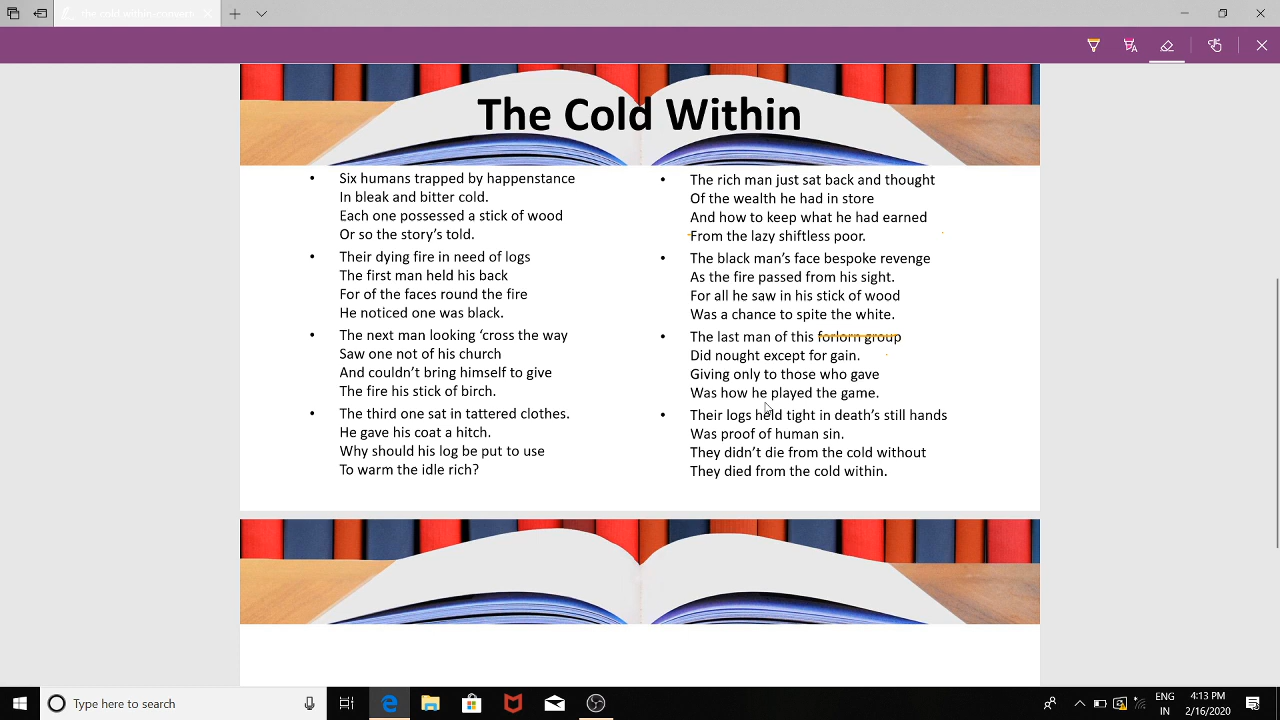 the cold within-converti
The Cold Within
• Six humans trapped by happenstance
In bleak and bitter cold.
Each one possessed a stick of wood
Or so the story’s told.
• Their dying fire in need of logs
The first man held his back
For of the faces round the fire
He noticed one was black.
• The next man looking ‘cross the way
Saw one not of his church
And couldn’t bring himself to give
The fire his stick of birch.
• The third one sat in tattered clothes.
He gave his coat a hitch.
Why should his log be put to use
To warm the idle rich?
• The rich man just sat back and thought
Of the wealth he had in store
And how to keep what he had earned
From the lazy shiftless poor.
• The black man’s face bespoke revenge
As the fire passed from his sight.
For all he saw in his stick of wood
Was a chance to spite the white.
• The last man of this forlorn group
Did nought except for gain.
Giving only to those who gave
Was how he played the game.
• Their logs held tight in death’s still hands
Was proof of human sin.
They didn’t die from the cold without
They died from the cold within.
Type here to search
ENG
IN
4:13 PM
2/16/2020